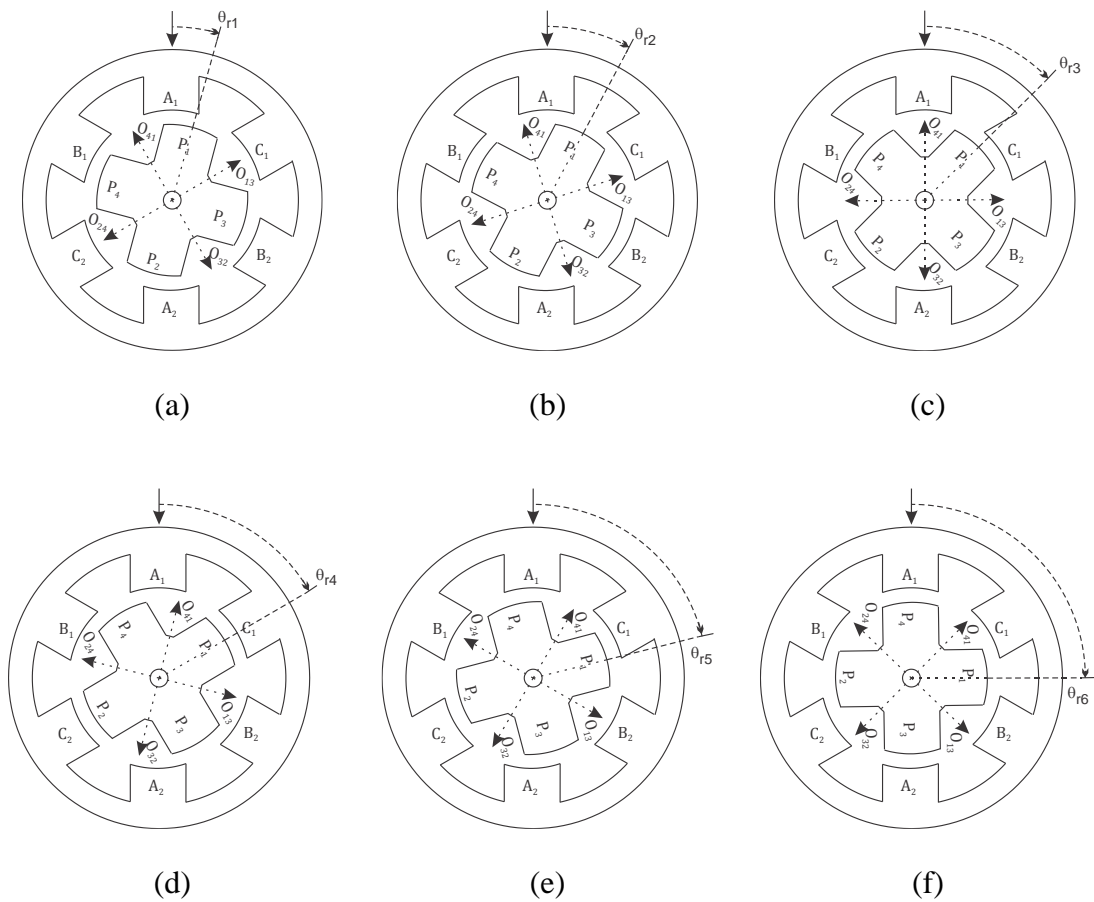 θr1
A1
O41
P1
B1
C1
O13
P4
P3
O24
C2
B2
P2
O32
A2
(a)
θr2
A1
O41
P1
B1
C1
P4
O13
O24
P3
C2
B2
P2
O32
A2
(b)
θr3
A1
O41
B1
C1
P4
P1
O24
O13
P2
P3
C2
B2
O32
A2
(c)
θr4
A1
O41
P4
B1
C1
P1
O24
O13
P2
P3
C2
B2
O32
A2
(d)
θr5
A1
O41
P4
B1
C1
O24
P1
P2
O13
C2
B2
P3
O32
A2
(e)
θr6
A1
O24
P4
O41
B1
C1
P2
P1
O32
P3
O13
C2
B2
A2
(f)